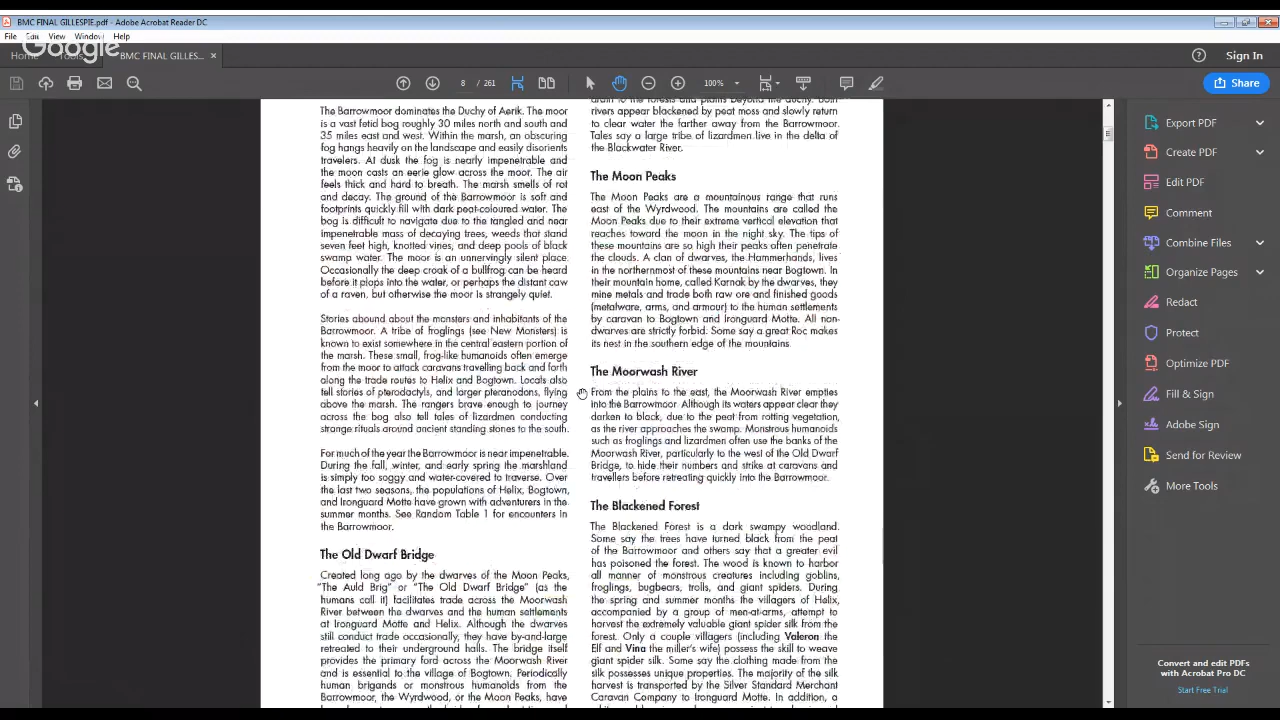 BMC FINAL GILLESPIE.pdf - Adobe Acrobat Reader DC
File Edit View Window Help
Google
Home Tools BMC FINAL GILLES...
Sign In
8 / 261
100%
Share
The Barrowmoor dominates the Duchy of Aerik. The moor
is a vast fetid bog roughly 30 miles north and south and
35 miles east and west. Within the marsh, an obscuring
fog hangs heavily on the landscape and easily disorients
travelers. At dusk the fog is nearly impenetrable and
the moon casts an eerie glow across the moor. The air
feels thick and hard to breath. The marsh smells of rot
and decay. The ground of the Barrowmoor is soft and
footprints quickly fill with dark peat-coloured water. The
bog is difficult to navigate due to the tangled and near
impenetrable mass of decaying trees, weeds that stand
seven feet high, knotted vines, and deep pools of black
swamp water. The moor is an unnervingly silent place.
Occasionally the deep croak of a bullfrog can be heard
before it plops into the water, or perhaps the distant caw
of a raven, but otherwise the moor is strangely quiet.
Stories abound about the monsters and inhabitants of the
Barrowmoor. A tribe of froglings (see New Monsters) is
known to exist somewhere in the central eastern portion of
the marsh. These small, frog-like humanoids often emerge
from the moor to attack caravans travelling back and forth
along the trade routes to Helix and Bogtown. Locals also
tell stories of pterodactyls, and larger pteranodons, flying
above the marsh. The rangers brave enough to journey
across the bog also tell tales of lizardmen conducting
strange rituals around ancient standing stones to the south.
For much of the year the Barrowmoor is near impenetrable.
During the fall, winter, and early spring the marshland
is simply too soggy and water-covered to traverse. Over
the last two seasons, the populations of Helix, Bogtown,
and Ironguard Motte have grown with adventurers in the
summer months. See Random Table 1 for encounters in
the Barrowmoor.
The Old Dwarf Bridge
Created long ago by the dwarves of the Moon Peaks,
"The Auld Brig" or "The Old Dwarf Bridge" (as the
humans call it) facilitates trade across the Moorwash
River between the dwarves and the human settlements
at Ironguard Motte and Helix. Although the dwarves
still conduct trade occasionally, they have by-and-large
retreated to their underground halls. The bridge itself
provides the primary ford across the Moorwash River
and is essential to the village of Bogtown. Periodically
human brigands or monstrous humanoids from the
Barrowmoor, the Wyrdwood, or the Moon Peaks, have
drain to the forests and plains beyond the duchy. Both
rivers appear blackened by peat moss and slowly return
to clear water the farther away from the Barrowmoor.
Tales say a large tribe of lizardmen live in the delta of
the Blackwater River.
The Moon Peaks
The Moon Peaks are a mountainous range that runs
east of the Wyrdwood. The mountains are called the
Moon Peaks due to their extreme vertical elevation that
reaches toward the moon in the night sky. The tips of
these mountains are so high their peaks often penetrate
the clouds. A clan of dwarves, the Hammerhands, lives
in the northernmost of these mountains near Bogtown. In
their mountain home, called Karnak by the dwarves, they
mine metals and trade both raw ore and finished goods
(metalware, arms, and armour) to the human settlements
by caravan to Bogtown and Ironguard Motte. All non-
dwarves are strictly forbid. Some say a great Roc makes
its nest in the southern edge of the mountains.
The Moorwash River
From the plains to the east, the Moorwash River empties
into the Barrowmoor. Although its waters appear clear they
darken to black, due to the peat from rotting vegetation,
as the river approaches the swamp. Monstrous humanoids
such as froglings and lizardmen often use the banks of the
Moorwash River, particularly to the west of the Old Dwarf
Bridge, to hide their numbers and strike at caravans and
travellers before retreating quickly into the Barrowmoor.
The Blackened Forest
The Blackened Forest is a dark swampy woodland.
Some say the trees have turned black from the peat
of the Barrowmoor and others say that a greater evil
has poisoned the forest. The wood is known to harbor
all manner of monstrous creatures including goblins,
froglings, bugbears, trolls, and giant spiders. During
the spring and summer months the villagers of Helix,
accompanied by a group of men-at-arms, attempt to
harvest the extremely valuable giant spider silk from the
forest. Only a couple villagers (including Valeron the
Elf and Vina the miller's wife) possess the skill to weave
giant spider silk. Some say the clothing made from the
silk possesses unique properties. The majority of the silk
harvest is transported by the Silver Standard Merchant
Caravan Company to Ironguard Motte. In addition, a
Export PDF
Create PDF
Edit PDF
Comment
Combine Files
Organize Pages
Redact
Protect
Optimize PDF
Fill & Sign
Adobe Sign
Send for Review
More Tools
Convert and edit PDFs
with Acrobat Pro DC
Start Free Trial